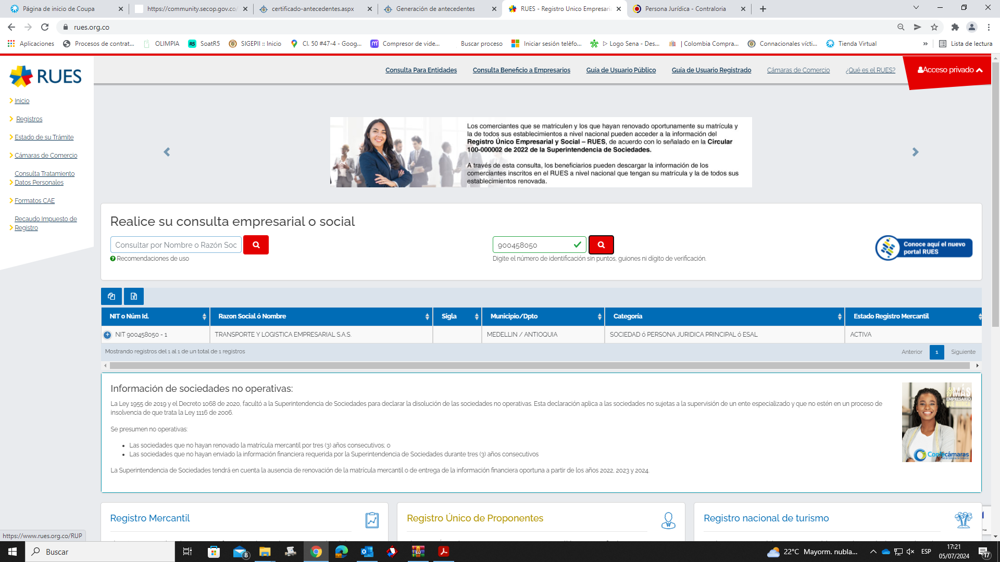 Página de inicio de Coupa
https://community.secop.gov.co/
certificado-antecedentes.aspx
Generación de antecedentes
RUES - Registro Unico Empresari
Persona Jurídica - Contraloria
rues.org.co
Aplicaciones
Procesos de contrat...
OLIMPIA
R5 SoatR5
SIGEPII :: Inicio
Cl. 50 #47-4 - Goog...
Compresor de vide...
Buscar proceso
Iniciar sesión telèfo...
▷ Logo Sena - Des...
| Colombia Compra...
Connacionales vícti...
Tienda Virtual
»
Lista de lectura
RUES
Consulta Para Entidades
Consulta Beneficio a Empresarios
Guía de Usuario Público
Guía de Usuario Registrado
Cámaras de Comercio
¿Qué es el RUES?
Acceso privado
Inicio
Registros
Estado de su Trámite
Cámaras de Comercio
Consulta Tratamiento
Datos Personales
Formatos CAE
Recaudo Impuesto de
Registro
Los comerciantes que se matriculen y los que hayan renovado oportunamente su matrícula y
la de todos sus establecimientos a nivel nacional pueden acceder a la información del
Registro Único Empresarial y Social – RUES, de acuerdo con lo señalado en la Circular
100-000002 de 2022 de la Superintendencia de Sociedades.
A través de esta consulta, los beneficiarios pueden descargar la información de los
comerciantes inscritos en el RUES a nivel nacional que tengan su matrícula y la de todos sus
establecimientos renovada.
Realice su consulta empresarial o social
Consultar por Nombre o Razón Soc
900458050
Recomendaciones de uso
Digite el número de identificación sin puntos, guiones ni dígito de verificación.
Conoce aquí el nuevo
portal RUES
NIT o Núm Id.
Razon Social ó Nombre
Sigla
Municipio/Dpto
Categoría
Estado Registro Mercantil
NIT 900458050 - 1
TRANSPORTE Y LOGISTICA EMPRESARIAL S.A.S.
MEDELLIN / ANTIOQUIA
SOCIEDAD ó PERSONA JURIDICA PRINCIPAL ó ESAL
ACTIVA
Mostrando registros del 1 al 1 de un total de 1 registros
Anterior
1
Siguiente
Información de sociedades no operativas:
La Ley 1955 de 2019 y el Decreto 1068 de 2020, facultó a la Superintendencia de Sociedades para declarar la disolución de las sociedades no operativas. Esta declaración aplica a las sociedades no sujetas a la supervisión de un ente especializado y que no estén en un proceso de
insolvencia de que trata la Ley 1116 de 2006.
Se presumen no operativas:
• Las sociedades que no hayan renovado la matrícula mercantil por tres (3) años consecutivos; o
• Las sociedades que no hayan enviado la información financiera requerida por la Superintendencia de Sociedades durante tres (3) años consecutivos
La Superintendencia de Sociedades tendrá en cuenta la ausencia de renovación de la matrícula mercantil o de entrega de la información financiera oportuna a partir de los años 2022, 2023 y 2024.
#MÁS
EMPRESARIO
QUE NUNCA
Confecámaras
Registro Mercantil
Registro Único de Proponentes
Registro nacional de turismo
https://www.rues.org.co/RUP
Buscar
8
22°C Mayorm. nubla...
ESP
17:21
05/07/2024
17